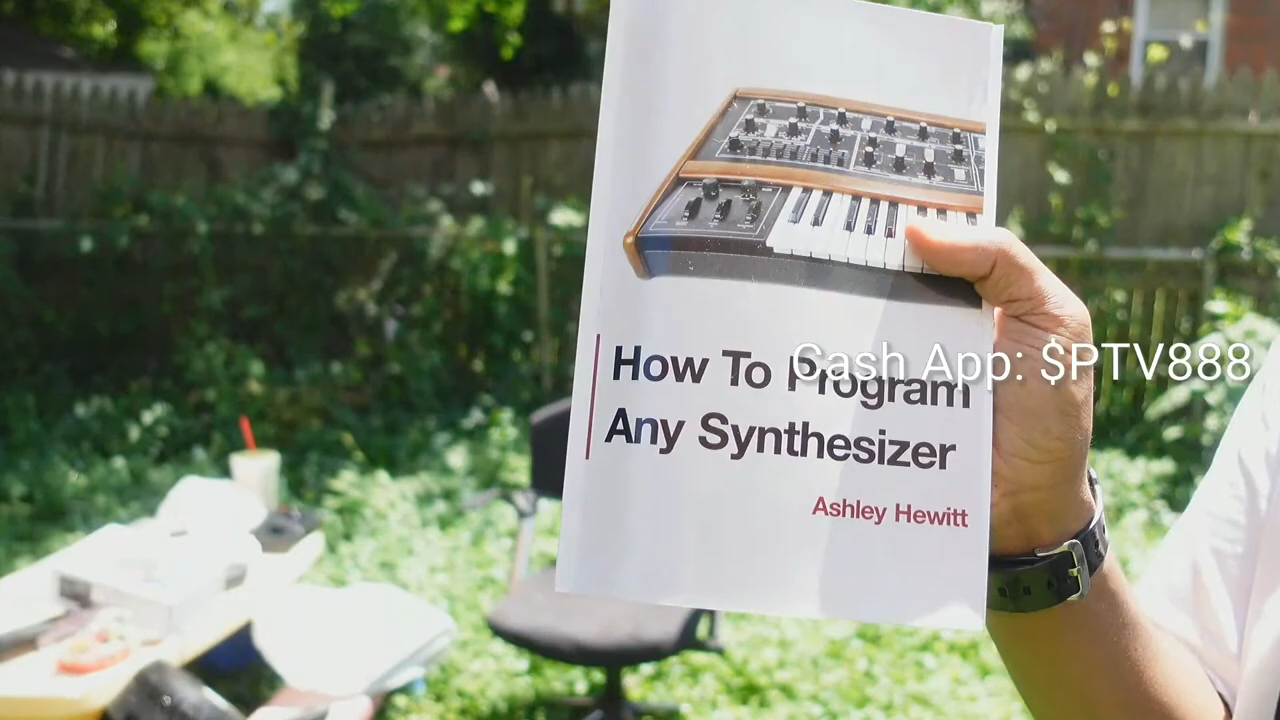 How To Program
Any Synthesizer
Ashley Hewitt
Cash App: $PTV888